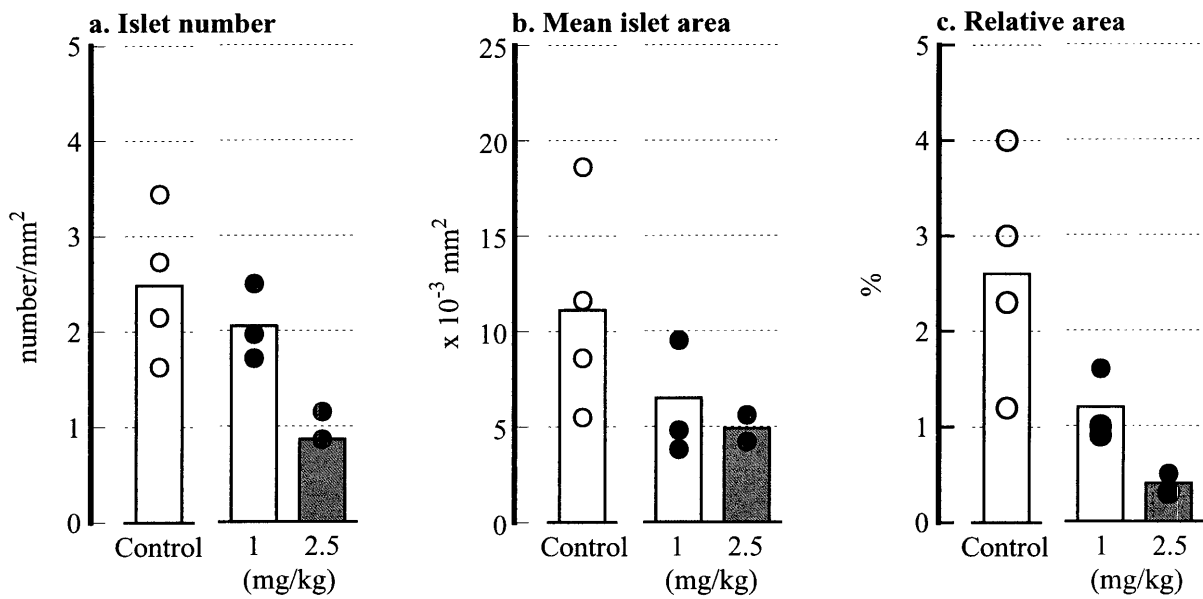 a. Islet number
5
4
3
2
1
0
number/mm²
Control
1
2.5
(mg/kg)
b. Mean islet area
25
20
15
10
5
0
x 10⁻³ mm²
Control
1
2.5
(mg/kg)
c. Relative area
5
4
3
2
1
0
%
Control
1
2.5
(mg/kg)